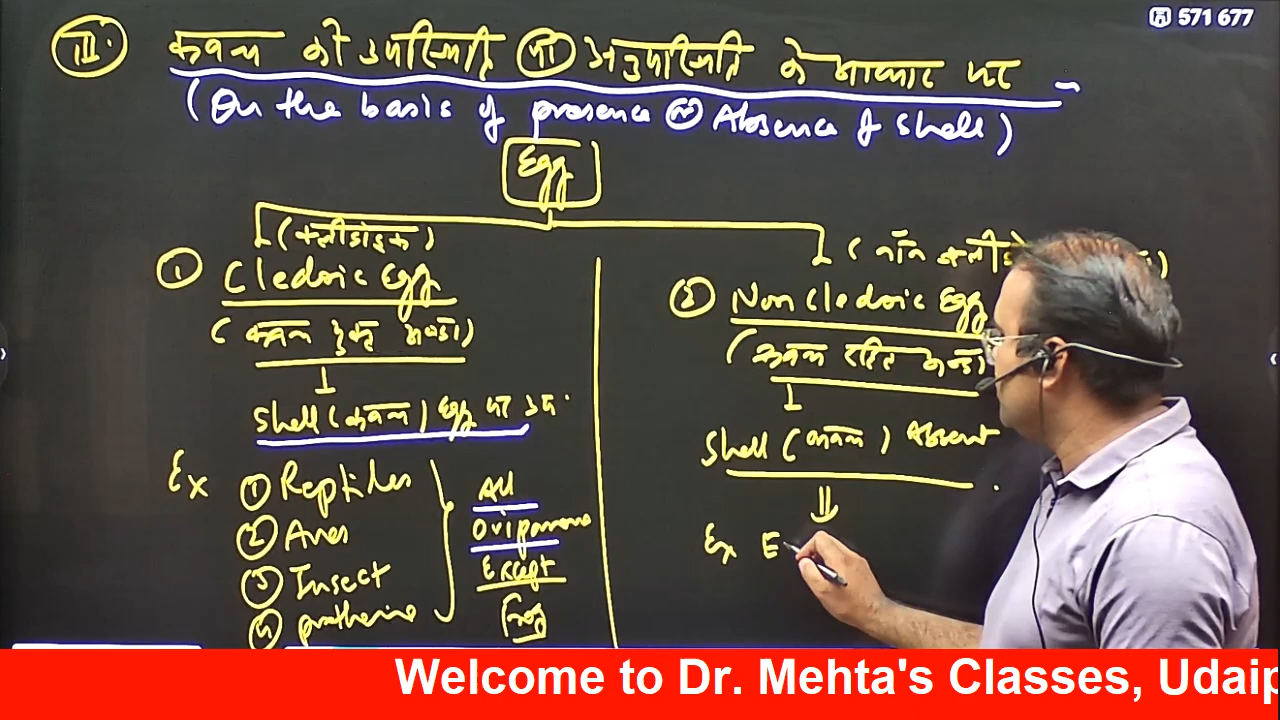 571 677
(iii) कवच की उपस्थिति या अनुपस्थिति के आधार पर -
(On the basis of presence or Absence of Shell)
Egg
(क्लीडोइक)
① Cledoic Egg
(कवच युक्त अण्डा)
Shell (कवच) Egg पर उप.
Ex ① Reptiles
② Aves
③ Insect
④ prototheria
All
Oviparous
Except
Frog
(नॉन क्लीडो
② Non Cledoic Egg
(कवच रहित अण्डा)
Shell (कवच) Absent
Ex E
Welcome to Dr. Mehta's Classes, Udaip